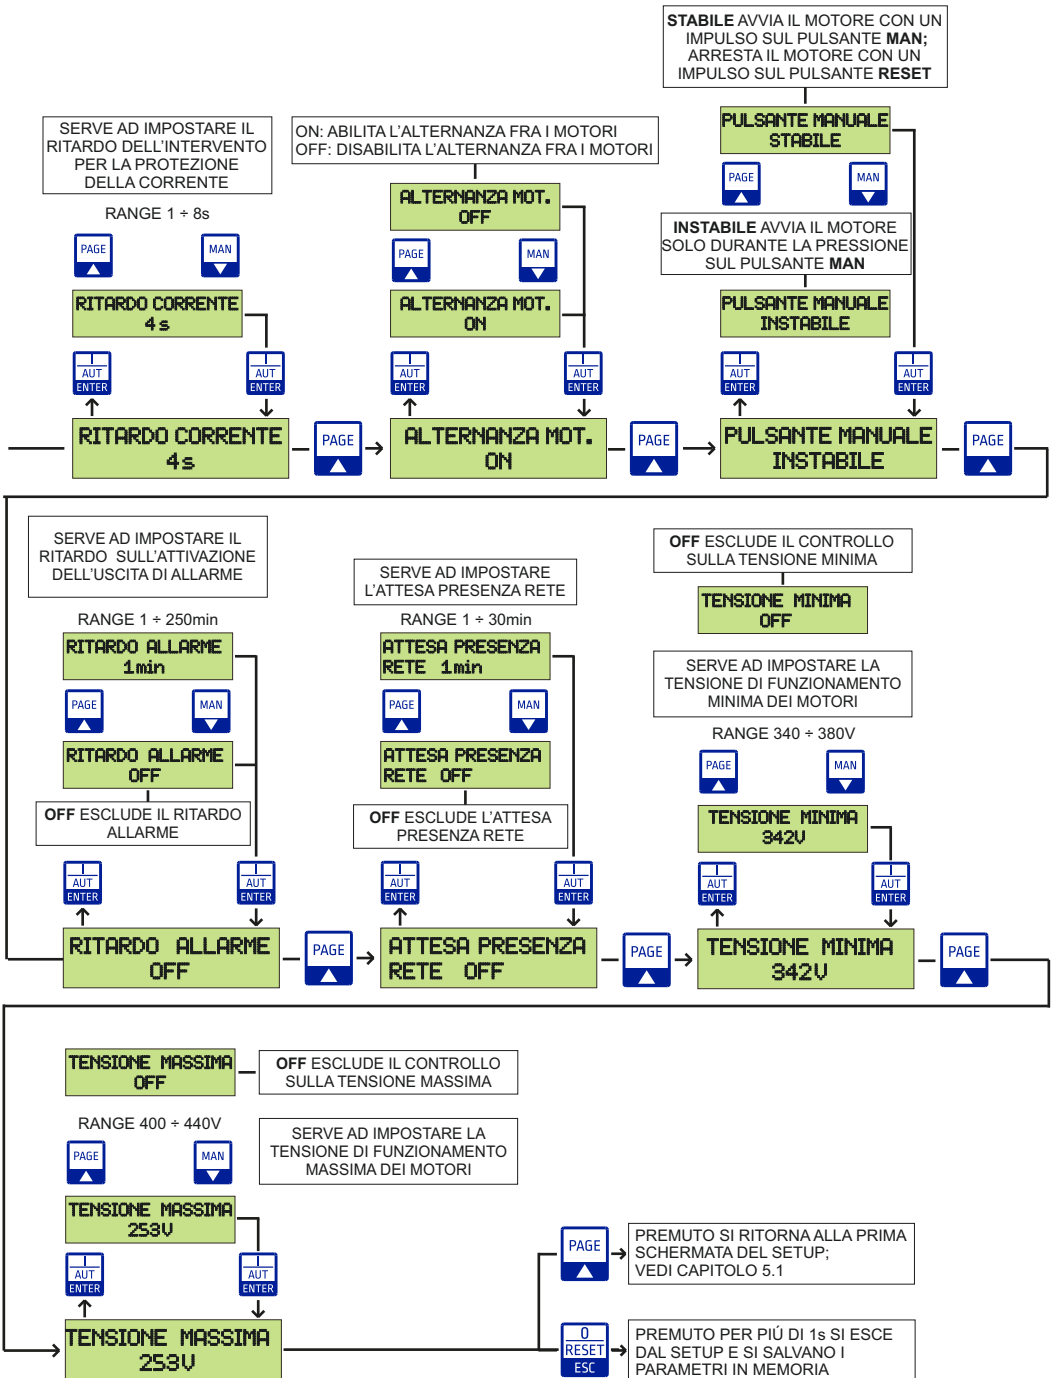 STABILE AVVIA IL MOTORE CON UN
IMPULSO SUL PULSANTE MAN;
ARRESTA IL MOTORE CON UN
IMPULSO SUL PULSANTE RESET
SERVE AD IMPOSTARE IL
RITARDO DELL'INTERVENTO
PER LA PROTEZIONE
DELLA CORRENTE
RANGE 1 ÷ 8s
PAGE
MAN
RITARDO CORRENTE
4s
AUT
ENTER
AUT
ENTER
RITARDO CORRENTE
4s
PAGE
ON: ABILITA L'ALTERNANZA FRA I MOTORI
OFF: DISABILITA L'ALTERNANZA FRA I MOTORI
ALTERNANZA MOT.
OFF
PAGE
MAN
ALTERNANZA MOT.
ON
AUT
ENTER
AUT
ENTER
ALTERNANZA MOT.
ON
PAGE
PULSANTE MANUALE
STABILE
PAGE
MAN
INSTABILE AVVIA IL MOTORE
SOLO DURANTE LA PRESSIONE
SUL PULSANTE MAN
PULSANTE MANUALE
INSTABILE
AUT
ENTER
AUT
ENTER
PULSANTE MANUALE
INSTABILE
PAGE
SERVE AD IMPOSTARE IL
RITARDO SULL'ATTIVAZIONE
DELL'USCITA DI ALLARME
RANGE 1 ÷ 250min
RITARDO ALLARME
1min
PAGE
MAN
RITARDO ALLARME
OFF
OFF ESCLUDE IL RITARDO
ALLARME
AUT
ENTER
AUT
ENTER
RITARDO ALLARME
OFF
PAGE
SERVE AD IMPOSTARE
L'ATTESA PRESENZA RETE
RANGE 1 ÷ 30min
ATTESA PRESENZA
RETE 1min
PAGE
MAN
ATTESA PRESENZA
RETE OFF
OFF ESCLUDE L'ATTESA
PRESENZA RETE
AUT
ENTER
AUT
ENTER
ATTESA PRESENZA
RETE OFF
PAGE
OFF ESCLUDE IL CONTROLLO
SULLA TENSIONE MINIMA
TENSIONE MINIMA
OFF
SERVE AD IMPOSTARE LA
TENSIONE DI FUNZIONAMENTO
MINIMA DEI MOTORI
RANGE 340 ÷ 380V
PAGE
MAN
TENSIONE MINIMA
342V
AUT
ENTER
AUT
ENTER
TENSIONE MINIMA
342V
PAGE
TENSIONE MASSIMA
OFF
OFF ESCLUDE IL CONTROLLO
SULLA TENSIONE MASSIMA
RANGE 400 ÷ 440V
SERVE AD IMPOSTARE LA
TENSIONE DI FUNZIONAMENTO
MASSIMA DEI MOTORI
PAGE
MAN
TENSIONE MASSIMA
253V
AUT
ENTER
AUT
ENTER
TENSIONE MASSIMA
253V
PAGE
PREMUTO SI RITORNA ALLA PRIMA
SCHERMATA DEL SETUP;
VEDI CAPITOLO 5.1
0
RESET
ESC
PREMUTO PER PIÚ DI 1s SI ESCE
DAL SETUP E SI SALVANO I
PARAMETRI IN MEMORIA